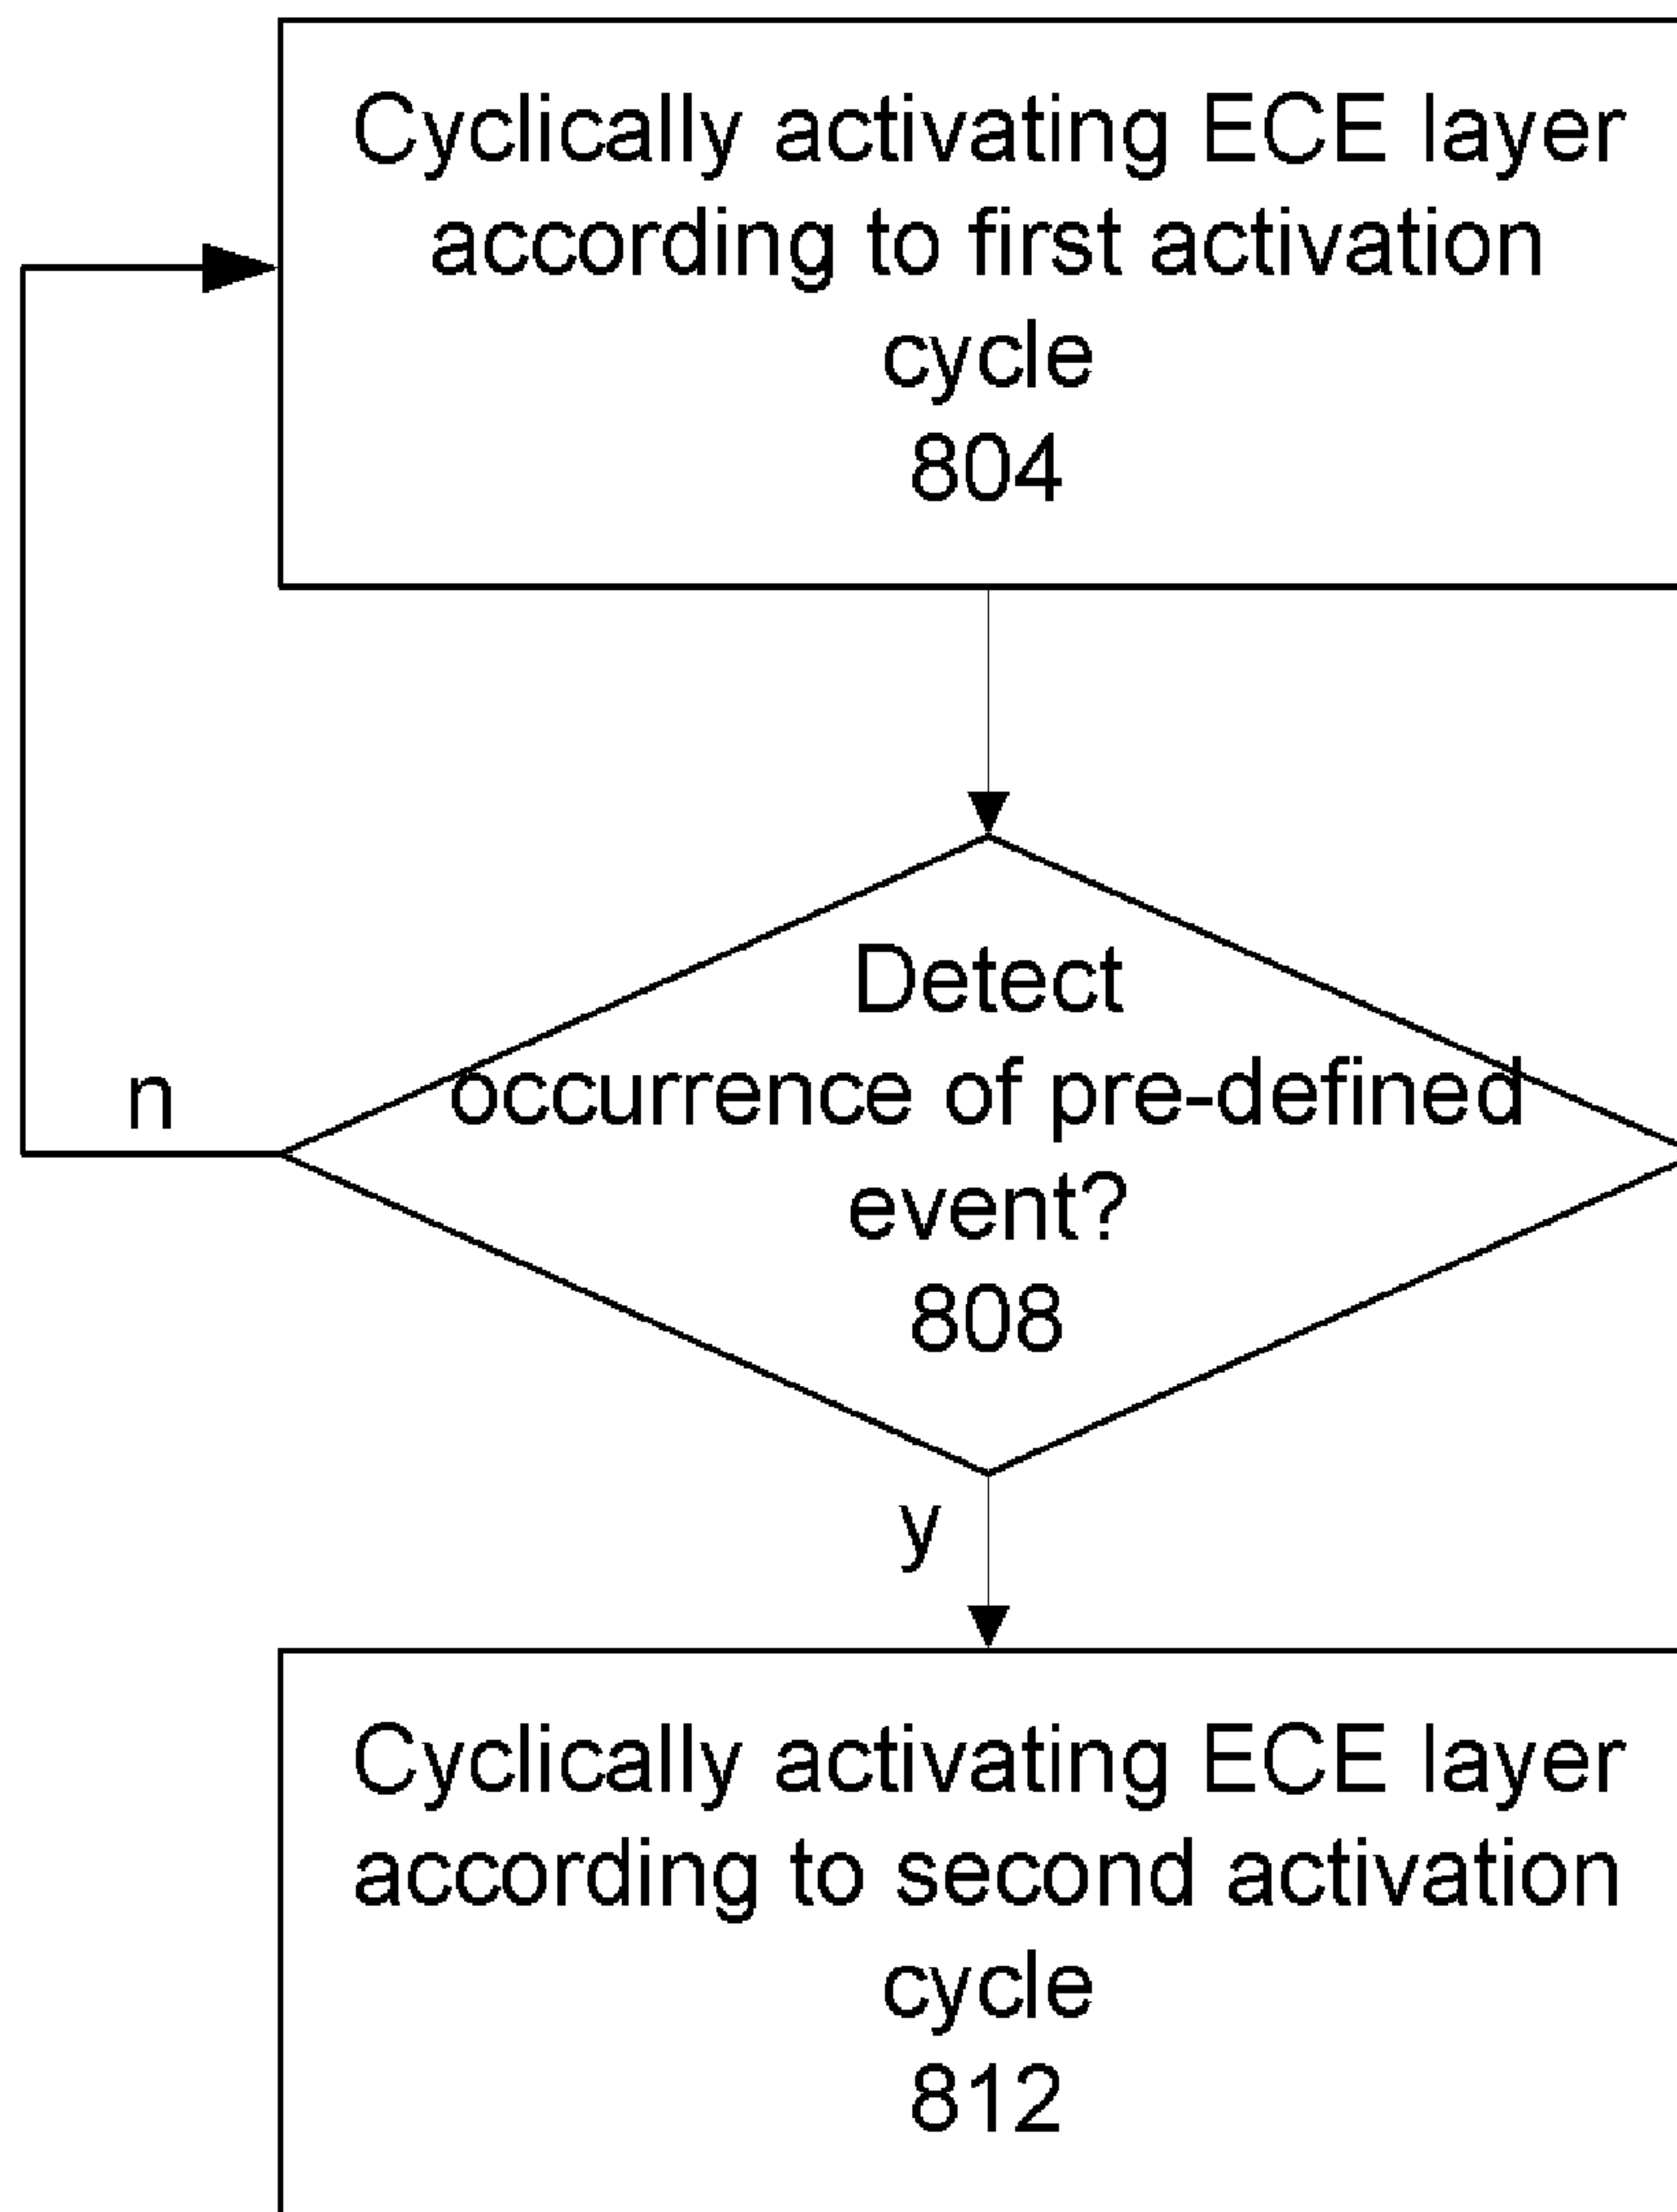 Cyclically activating ECE layer
according to first activation
cycle
804
Detect
occurrence of pre-defined
event?
808
n
y
Cyclically activating ECE layer
according to second activation
cycle
812